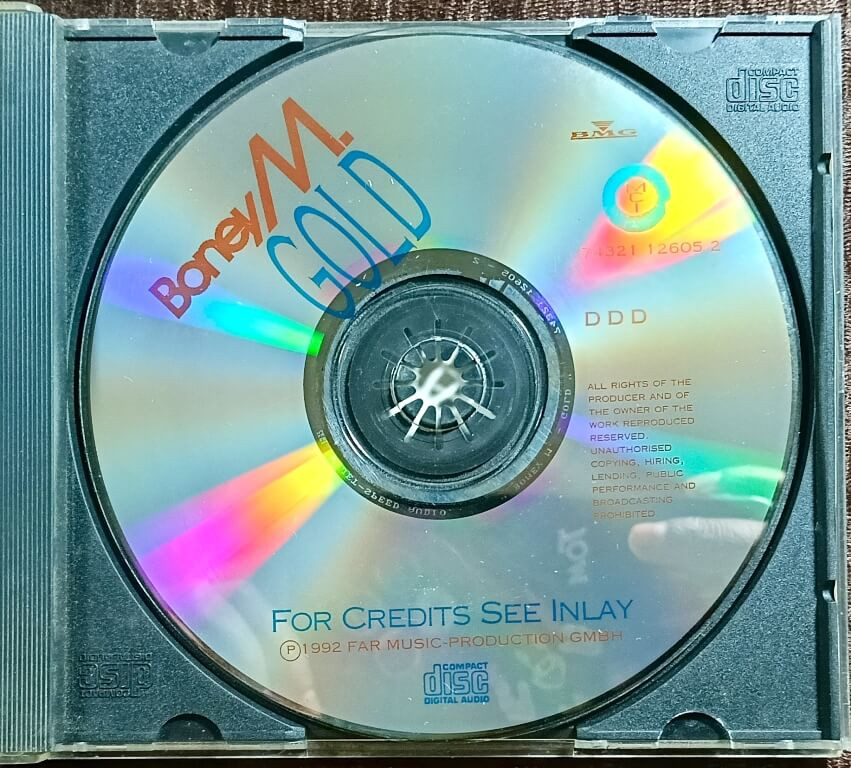 COMPACT
disc
DIGITAL AUDIO
Boney M.
GOLD
BMG
MCI
74321 12605 2
DDD
ALL RIGHTS OF THE
PRODUCER AND OF
THE OWNER OF THE
WORK REPRODUCED
RESERVED.
UNAUTHORISED
COPYING, HIRING,
LENDING, PUBLIC
PERFORMANCE AND
BROADCASTING
PROHIBITED
FOR CREDITS SEE INLAY
Ⓟ1992 FAR MUSIC-PRODUCTION GMBH
COMPACT
disc
DIGITAL AUDIO